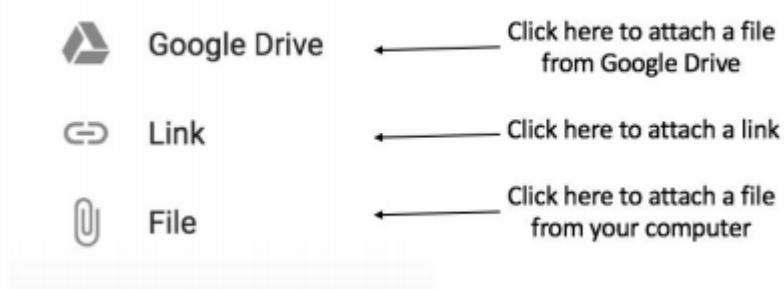 Google Drive
Click here to attach a file
from Google Drive
Link
Click here to attach a link
File
Click here to attach a file
from your computer